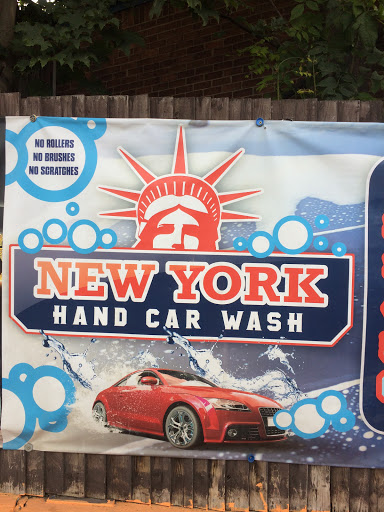 NO ROLLERS
NO BRUSHES
NO SCRATCHES
NEW YORK
HAND CAR WASH